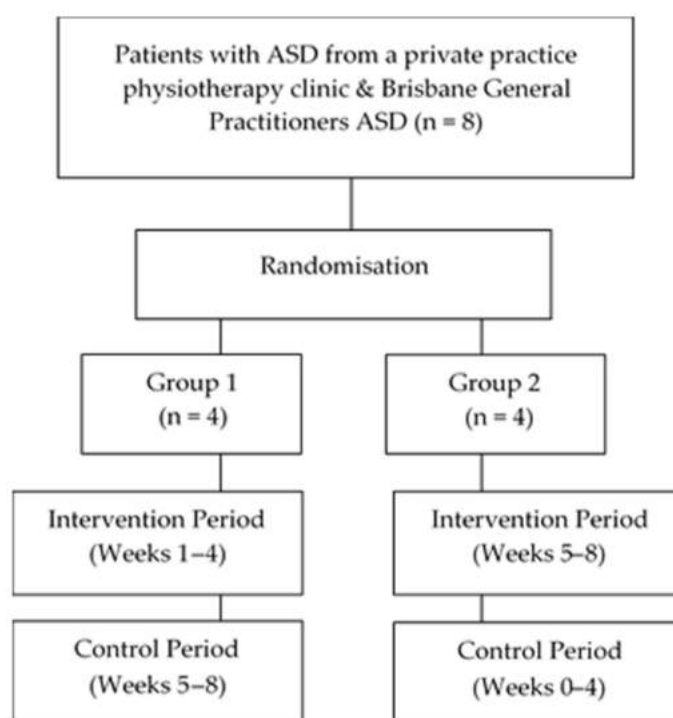 Patients with ASD from a private practice
physiotherapy clinic & Brisbane General
Practitioners ASD (n = 8)
Randomisation
Group 1
(n = 4)
Group 2
(n = 4)
Intervention Period
(Weeks 1–4)
Intervention Period
(Weeks 5–8)
Control Period
(Weeks 5–8)
Control Period
(Weeks 0–4)